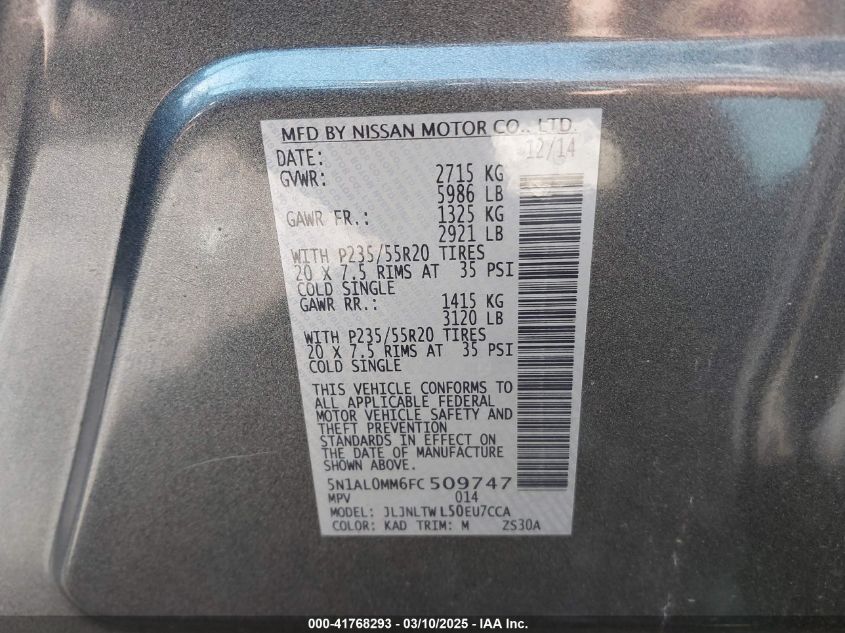 MFD BY NISSAN MOTOR CO., LTD.
DATE: 12/14
GVWR: 2715 KG
5986 LB
GAWR FR.: 1325 KG
2921 LB
WITH P235/55R20 TIRES
20 X 7.5 RIMS AT 35 PSI
COLD SINGLE
GAWR RR.: 1415 KG
3120 LB
WITH P235/55R20 TIRES
20 X 7.5 RIMS AT 35 PSI
COLD SINGLE
THIS VEHICLE CONFORMS TO
ALL APPLICABLE FEDERAL
MOTOR VEHICLE SAFETY AND
THEFT PREVENTION
STANDARDS IN EFFECT ON
THE DATE OF MANUFACTURE
SHOWN ABOVE.
5N1AL0MM6FC509747
MPV 014
MODEL: JLJNLTWL50EU7CCA
COLOR: KAD TRIM: M ZS30A
000-41768293 - 03/10/2025 - IAA Inc.